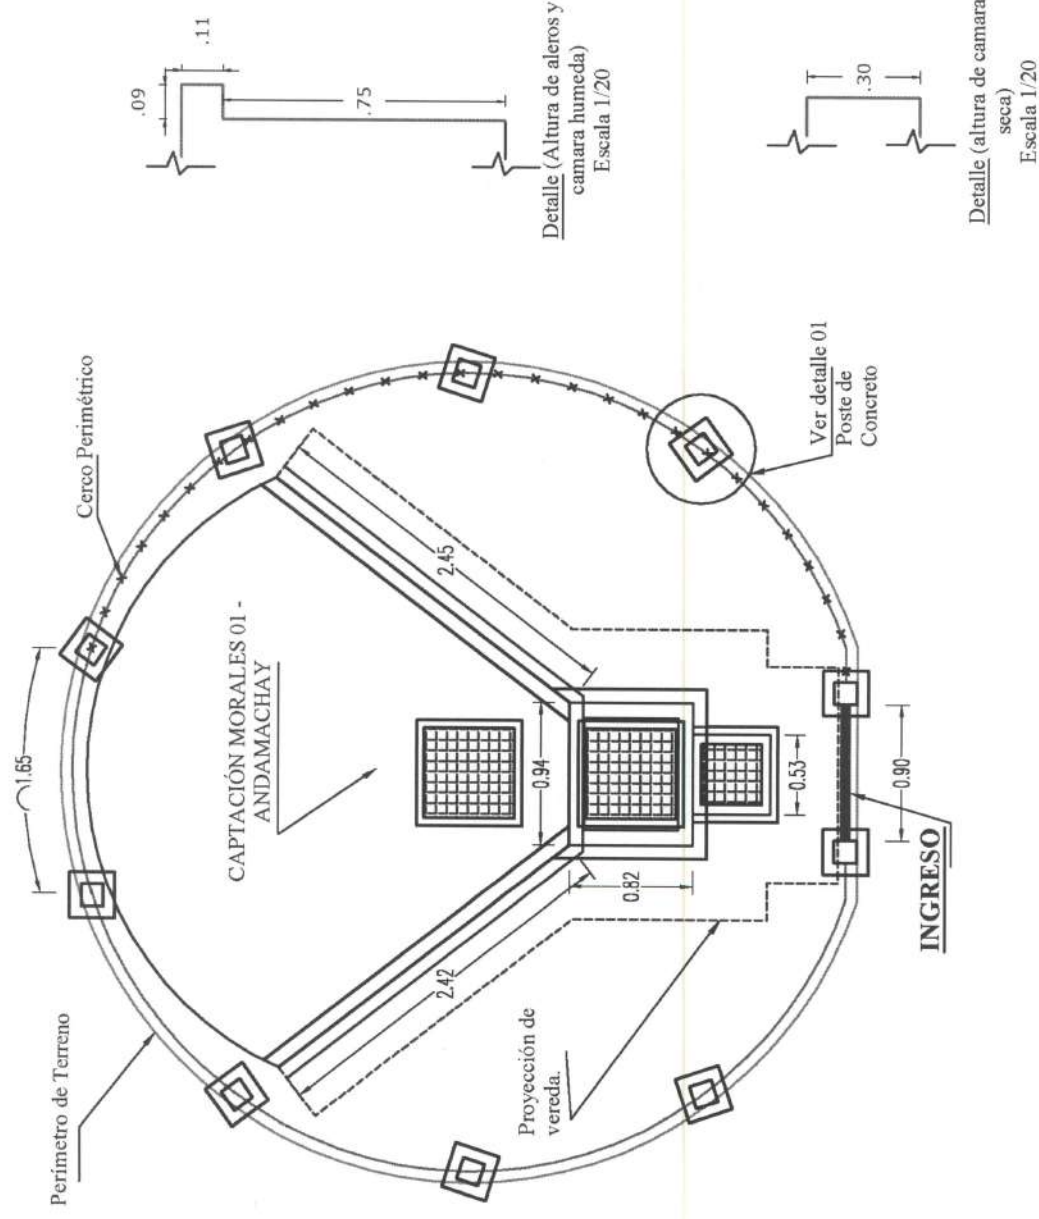 Perímetro de Terreno
1.65
Cerco Perimétrico
CAPTACIÓN MORALES 01 -
ANDAMACHAY
2.42
2.45
0.94
0.82
0.53
0.90
Proyección de
vereda.
INGRESO
Ver detalle 01
Poste de
Concreto
.09
.11
.75
Detalle (Altura de aleros y
camara humeda)
Escala 1/20
.30
Detalle (altura de camara
seca)
Escala 1/20